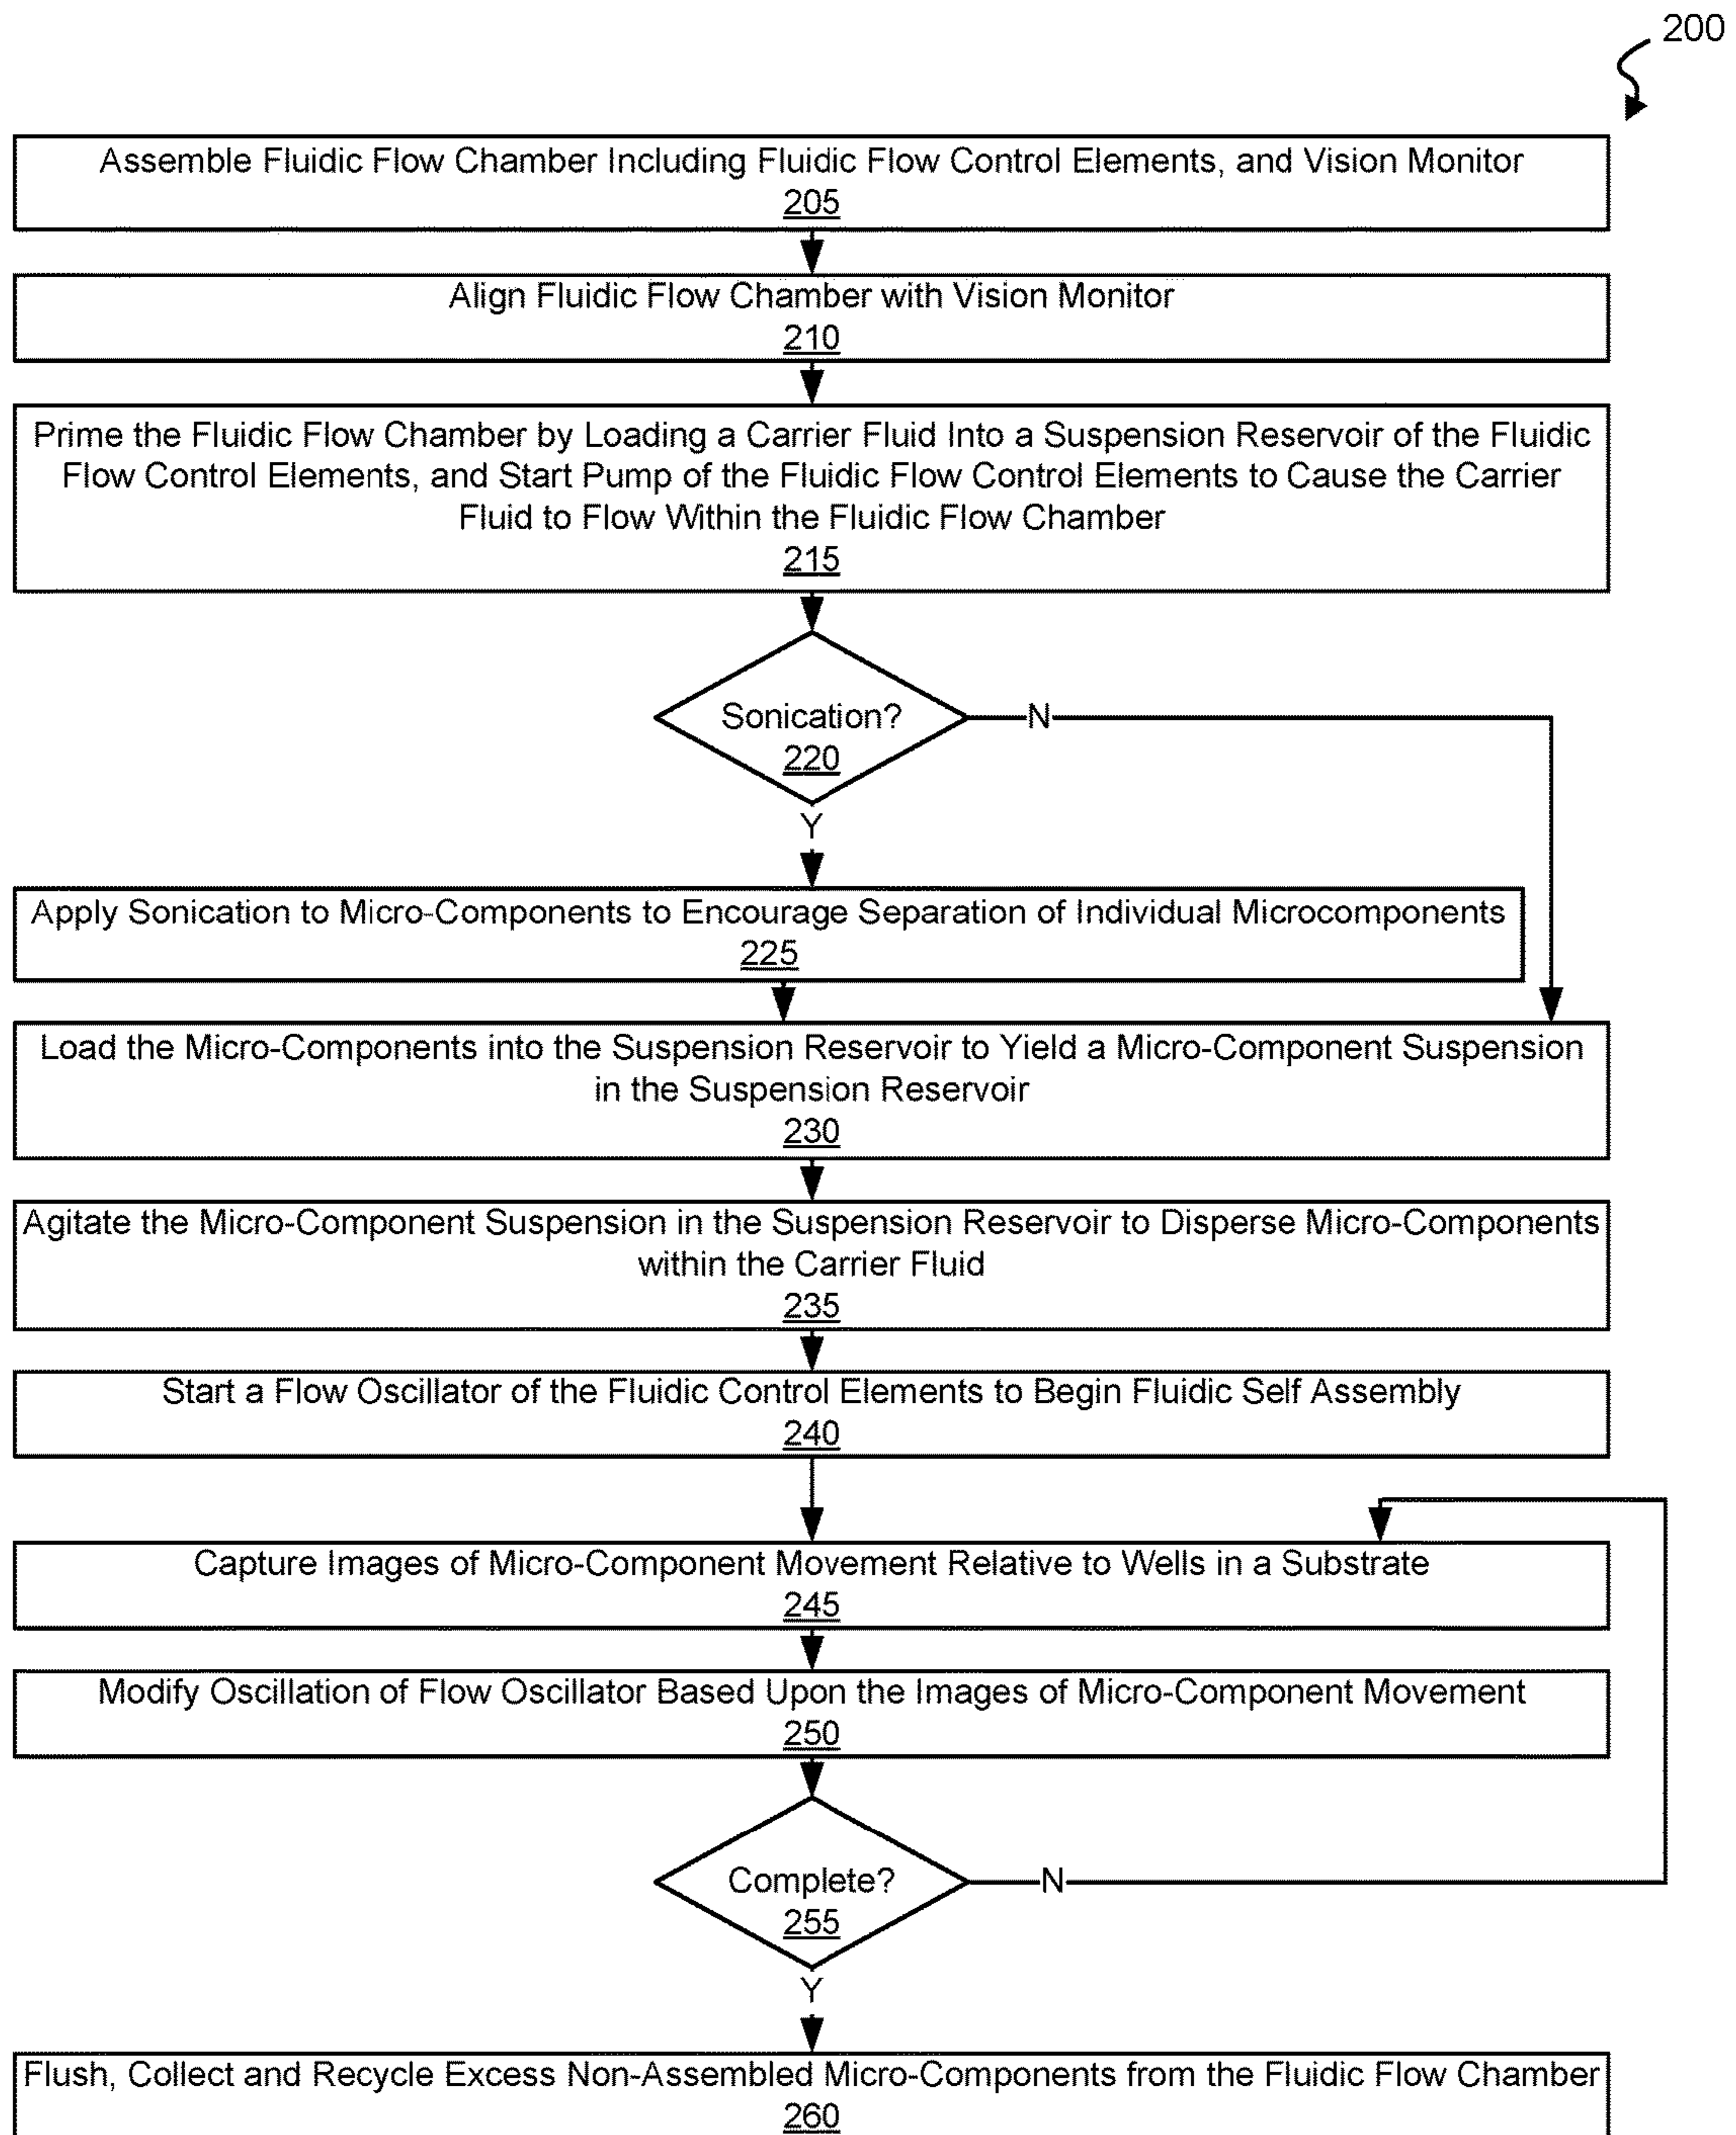 200
Assemble Fluidic Flow Chamber Including Fluidic Flow Control Elements, and Vision Monitor
205
Align Fluidic Flow Chamber with Vision Monitor
210
Prime the Fluidic Flow Chamber by Loading a Carrier Fluid Into a Suspension Reservoir of the Fluidic
Flow Control Elements, and Start Pump of the Fluidic Flow Control Elements to Cause the Carrier
Fluid to Flow Within the Fluidic Flow Chamber
215
Sonication?
220
N
Y
Apply Sonication to Micro-Components to Encourage Separation of Individual Microcomponents
225
Load the Micro-Components into the Suspension Reservoir to Yield a Micro-Component Suspension
in the Suspension Reservoir
230
Agitate the Micro-Component Suspension in the Suspension Reservoir to Disperse Micro-Components
within the Carrier Fluid
235
Start a Flow Oscillator of the Fluidic Control Elements to Begin Fluidic Self Assembly
240
Capture Images of Micro-Component Movement Relative to Wells in a Substrate
245
Modify Oscillation of Flow Oscillator Based Upon the Images of Micro-Component Movement
250
Complete?
255
N
Y
Flush, Collect and Recycle Excess Non-Assembled Micro-Components from the Fluidic Flow Chamber
260